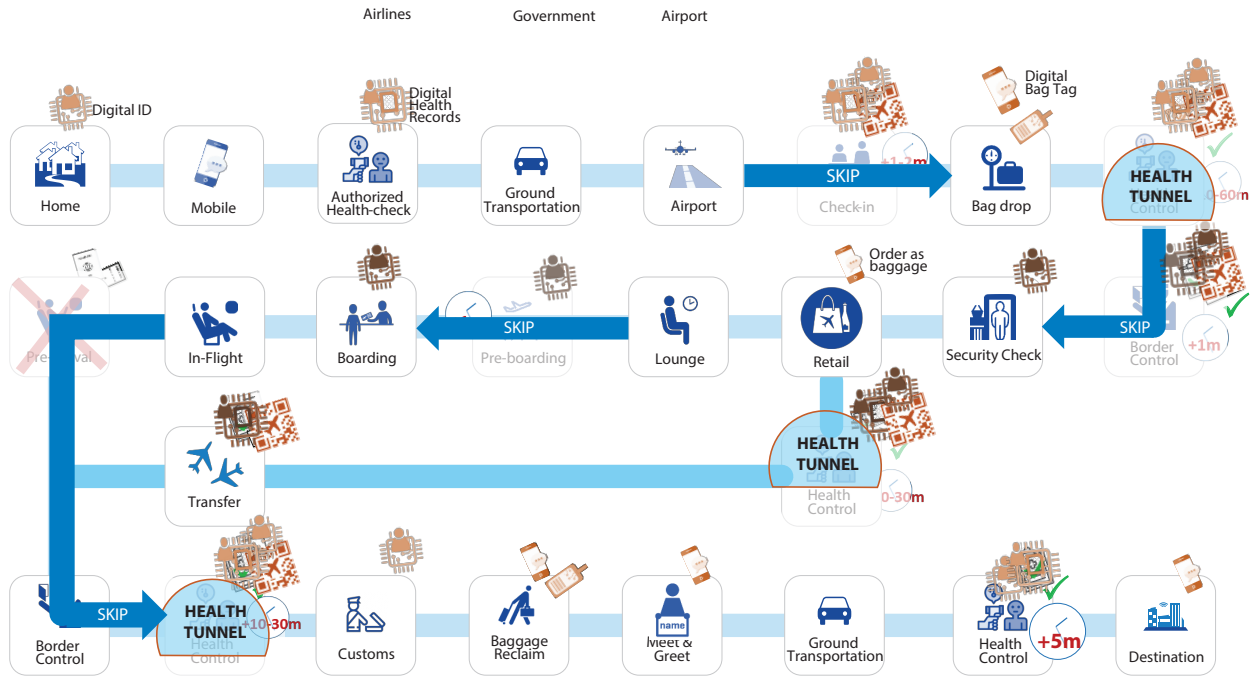 Airlines
Government
Airport
Digital ID
Digital
Health
Records
Digital
Bag Tag
Home
Mobile
Authorized
Health-check
Ground
Transportation
Airport
SKIP
+1-2m
Check-in
Bag drop
HEALTH
TUNNEL
Control
0-60m
Order as
baggage
In-Flight
Boarding
SKIP
Pre-boarding
Lounge
Retail
Security Check
SKIP
Border
Control
+1m
Transfer
HEALTH
TUNNEL
Health
Control
0-30m
Border
Control
SKIP
HEALTH
TUNNEL
Health
Control
+10-30m
Customs
Baggage
Reclaim
name
Meet &
Greet
Ground
Transportation
Health
Control
+5m
Destination